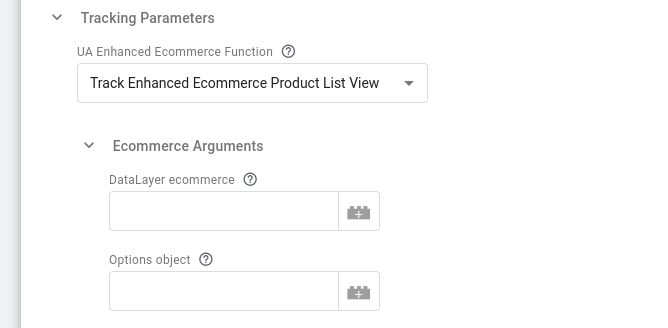 Tracking Parameters
UA Enhanced Ecommerce Function
Track Enhanced Ecommerce Product List View
Ecommerce Arguments
DataLayer ecommerce
Options object